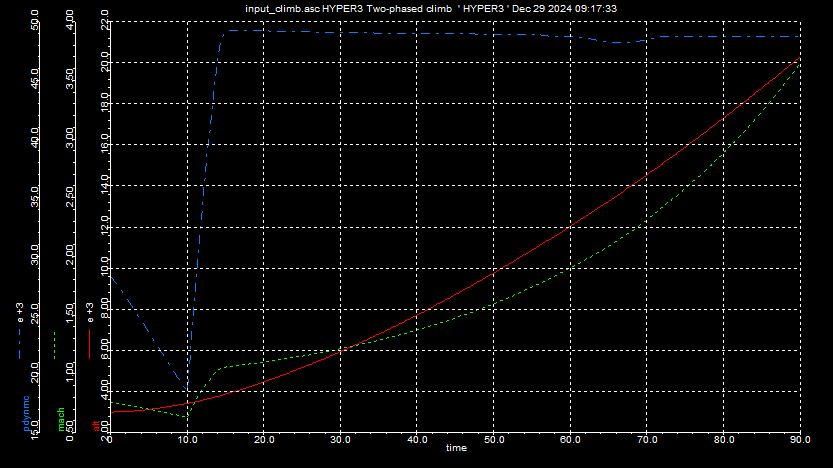 input_climb.asc HYPER3 Two-phased climb ' HYPER3 ' Dec 29 2024 09:17:33
50.0 45.0 40.0 35.0 30.0 25.0 20.0 15.0
e +3
pdynmc
4.00 3.50 3.00 2.50 2.00 1.50 1.00 0.50
mach
22.0 20.0 18.0 16.0 14.0 12.0 10.0 8.00 6.00 4.00 2.00
e +3
alt
.0 10.0 20.0 30.0 40.0 50.0 60.0 70.0 80.0 90.0
time